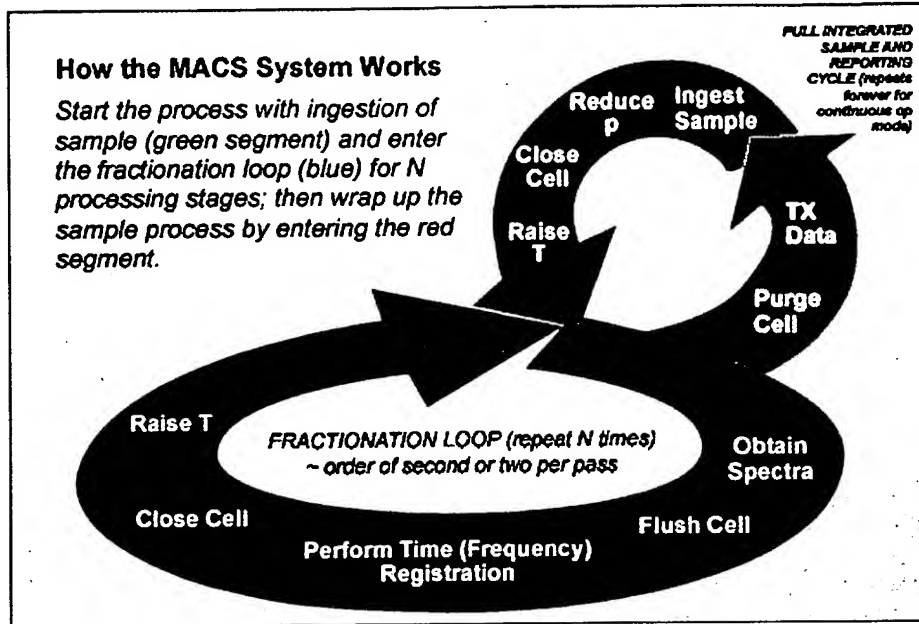 How the MACS System Works
Start the process with ingestion of
sample (green segment) and enter
the fractionation loop (blue) for N
processing stages; then wrap up the
sample process by entering the red
segment.
PULL INTEGRATED
SAMPLE AND
REPORTING
CYCLE (repeats
forever for
continuous op
mode)
Ingest
Sample
Reduce
p
Close
Cell
Raise
T
TX
Data
Purge
Cell
FRACTIONATION LOOP (repeat N times)
~ order of second or two per pass
Obtain
Spectra
Flush Cell
Perform Time (Frequency)
Registration
Close Cell
Raise T